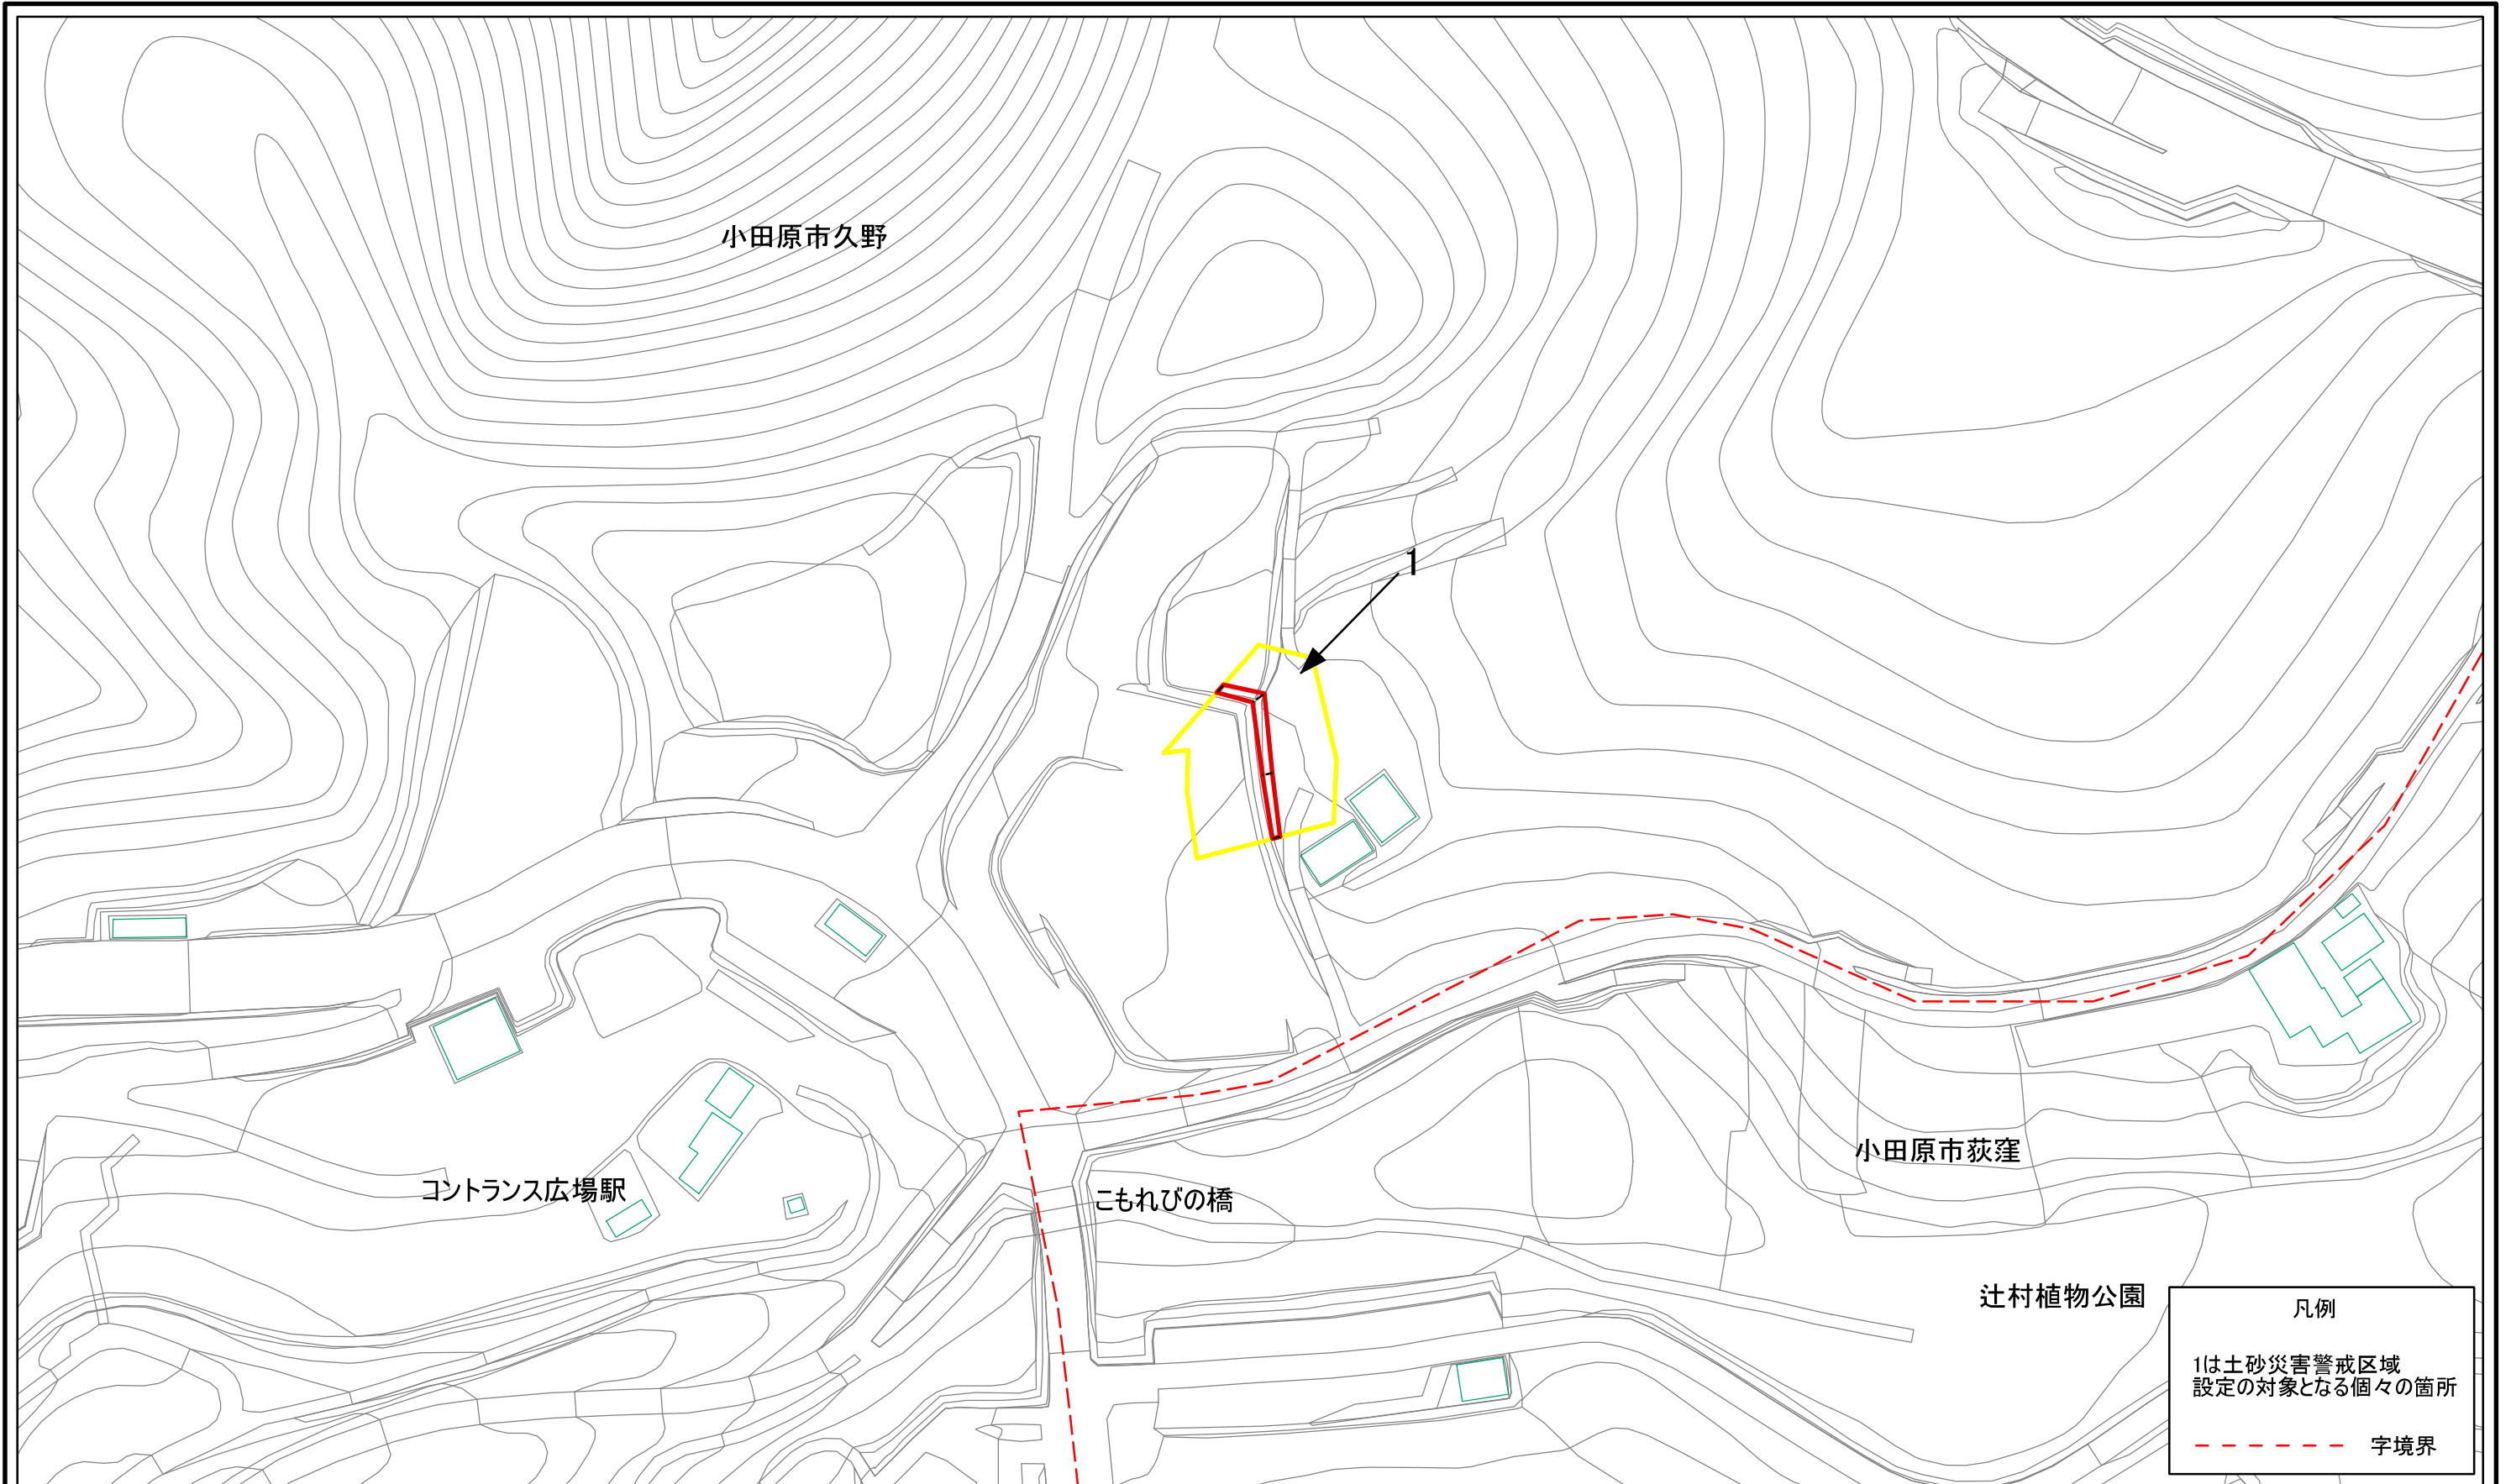 小田原市久野
1
小田原市荻窪
コントランス広場駅
こもれびの橋
辻村植物公園
凡例
1は土砂災害警戒区域
設定の対象となる個々の箇所
字境界